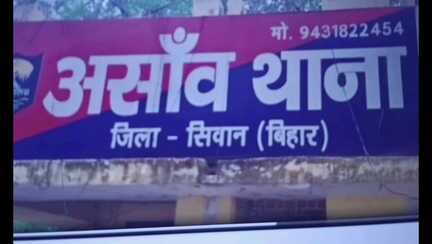 मो. 9431822454
असाँव थाना
जिला - सिवान (बिहार)